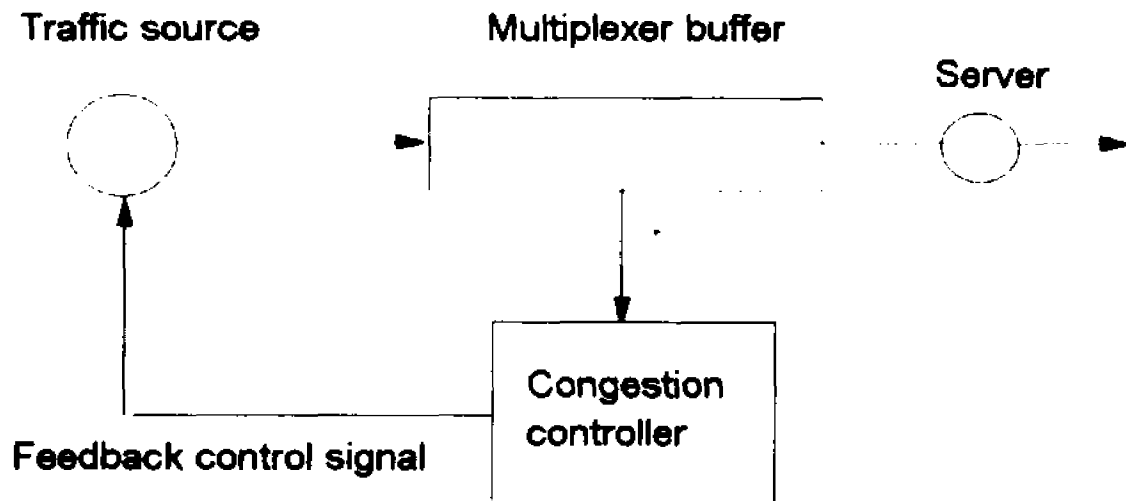 Traffic source
Multiplexer buffer
Server
Congestion
controller
Feedback control signal